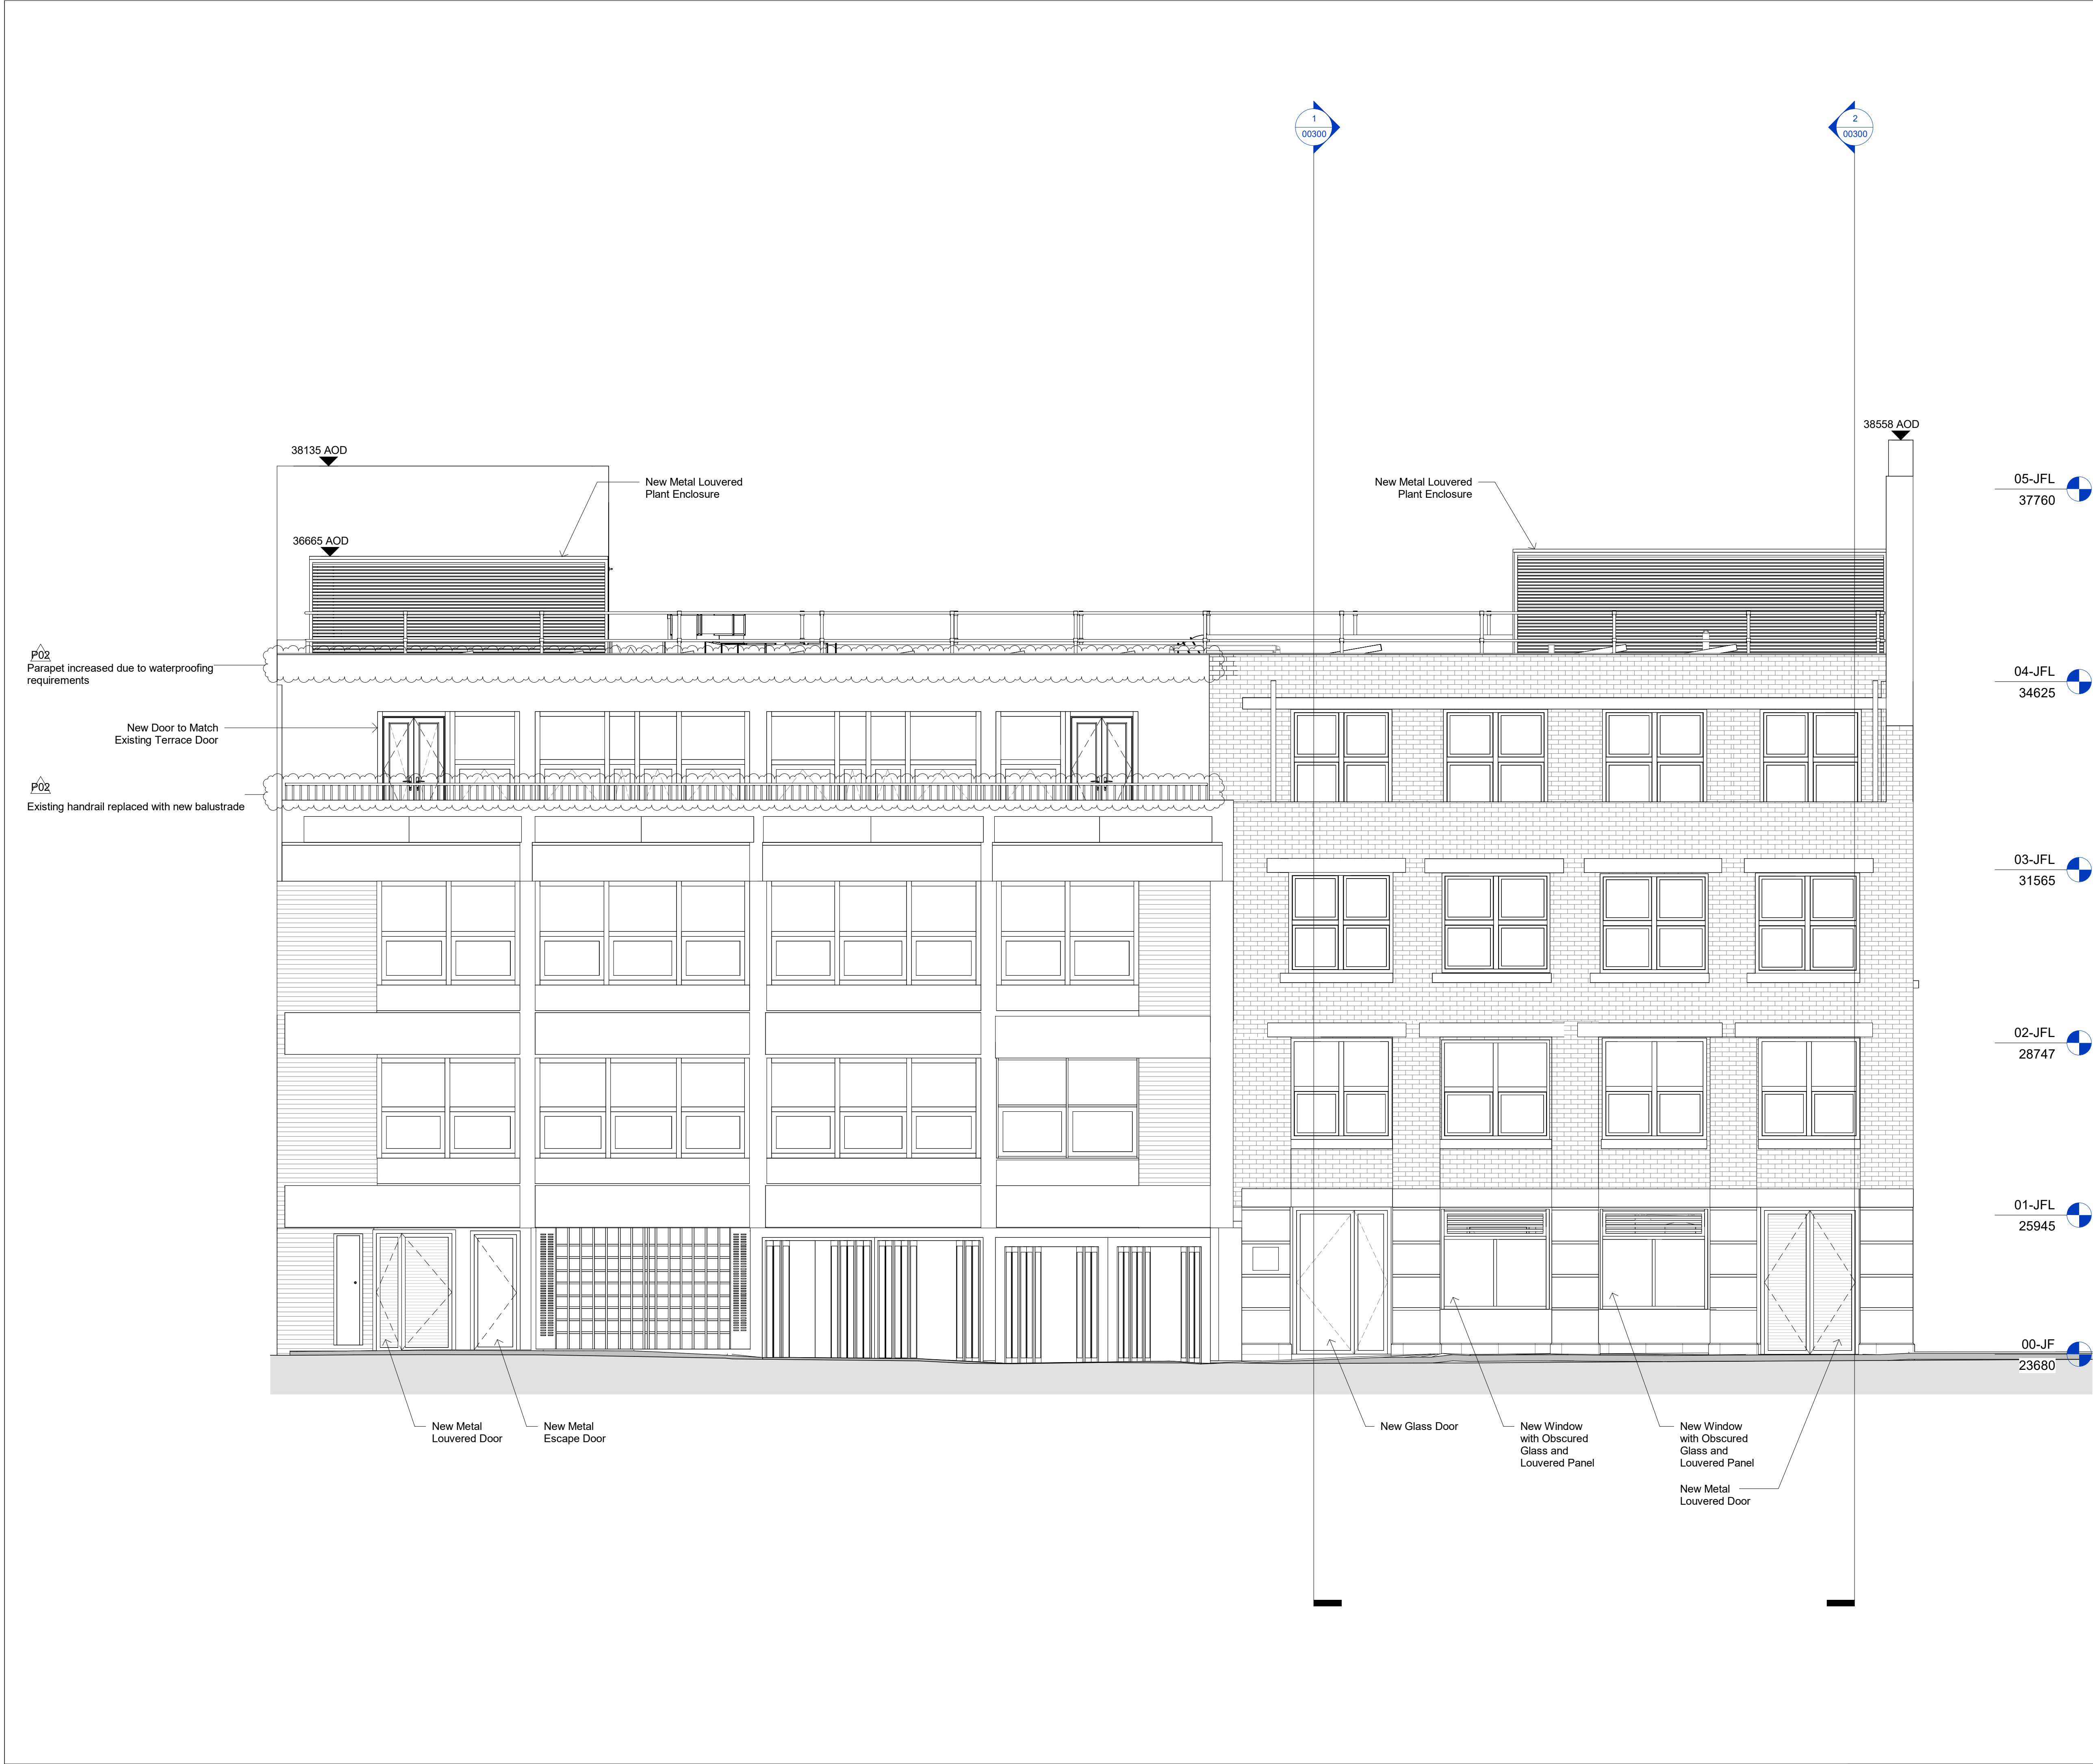 1
00300
2
00300
38558 AOD
38135 AOD
New Metal Louvered
Plant Enclosure
New Metal Louvered
Plant Enclosure
05-JFL
37760
36665 AOD
P02
Parapet increased due to waterproofing
requirements
04-JFL
34625
New Door to Match
Existing Terrace Door
P02
Existing handrail replaced with new balustrade
03-JFL
31565
02-JFL
28747
01-JFL
25945
00-JF
23680
New Metal
Louvered Door
New Metal
Escape Door
New Glass Door
New Window
with Obscured
Glass and
Louvered Panel
New Window
with Obscured
Glass and
Louvered Panel
New Metal
Louvered Door